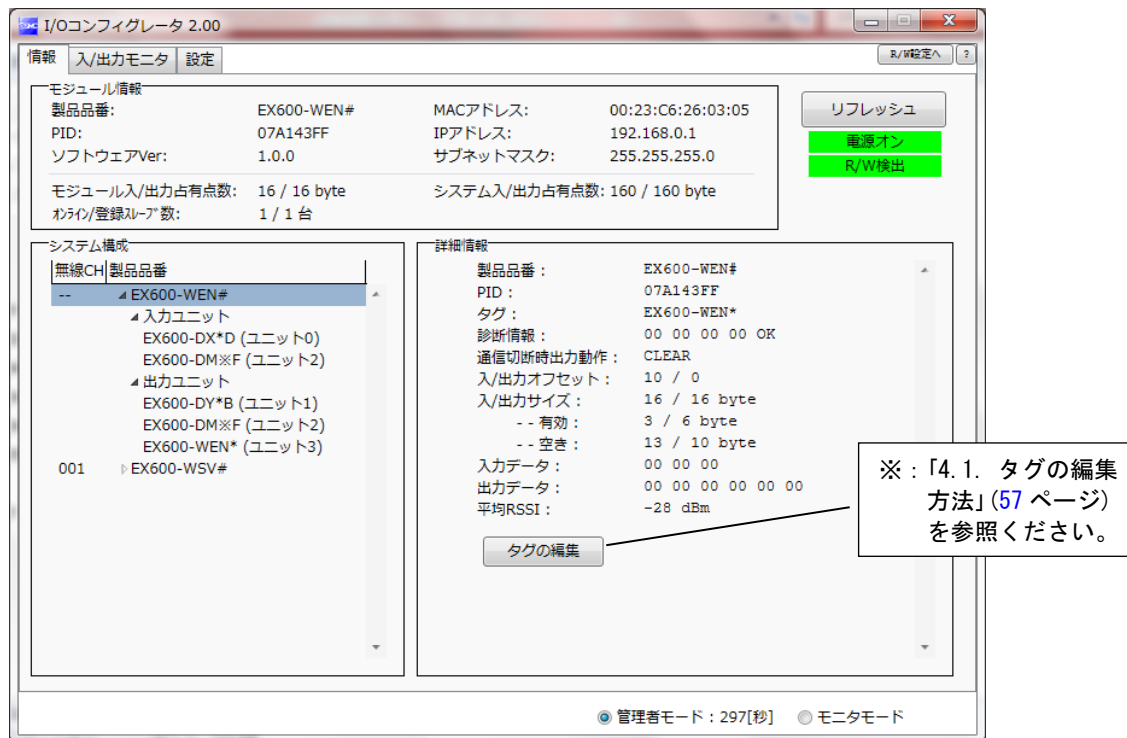 I/Oコンフィグレータ 2.00
情報 入/出力モニタ 設定 R/W設定へ ?
モジュール情報
製品品番: EX600-WEN# MACアドレス: 00:23:C6:26:03:05 リフレッシュ
PID: 07A143FF IPアドレス: 192.168.0.1 電源オン
ソフトウェアVer: 1.0.0 サブネットマスク: 255.255.255.0 R/W検出
モジュール入/出力占有点数: 16 / 16 byte システム入/出力占有点数: 160 / 160 byte
オンライン/登録スレーブ数: 1 / 1 台
システム構成
無線CH 製品品番
-- EX600-WEN#
入力ユニット
EX600-DX*D (ユニット0)
EX600-DM※F (ユニット2)
出力ユニット
EX600-DY*B (ユニット1)
EX600-DM※F (ユニット2)
EX600-WEN* (ユニット3)
001 EX600-WSV#
詳細情報
製品品番： EX600-WEN#
PID： 07A143FF
タグ： EX600-WEN*
診断情報： 00 00 00 00 OK
通信切断時出力動作： CLEAR
入/出力オフセット： 10 / 0
入/出力サイズ： 16 / 16 byte
- - 有効： 3 / 6 byte
- - 空き： 13 / 10 byte
入力データ： 00 00 00
出力データ： 00 00 00 00 00 00
平均RSSI： -28 dBm
タグの編集
※：「4.1. タグの編集
方法」(57 ページ)
を参照ください。
管理者モード：297[秒] モニタモード